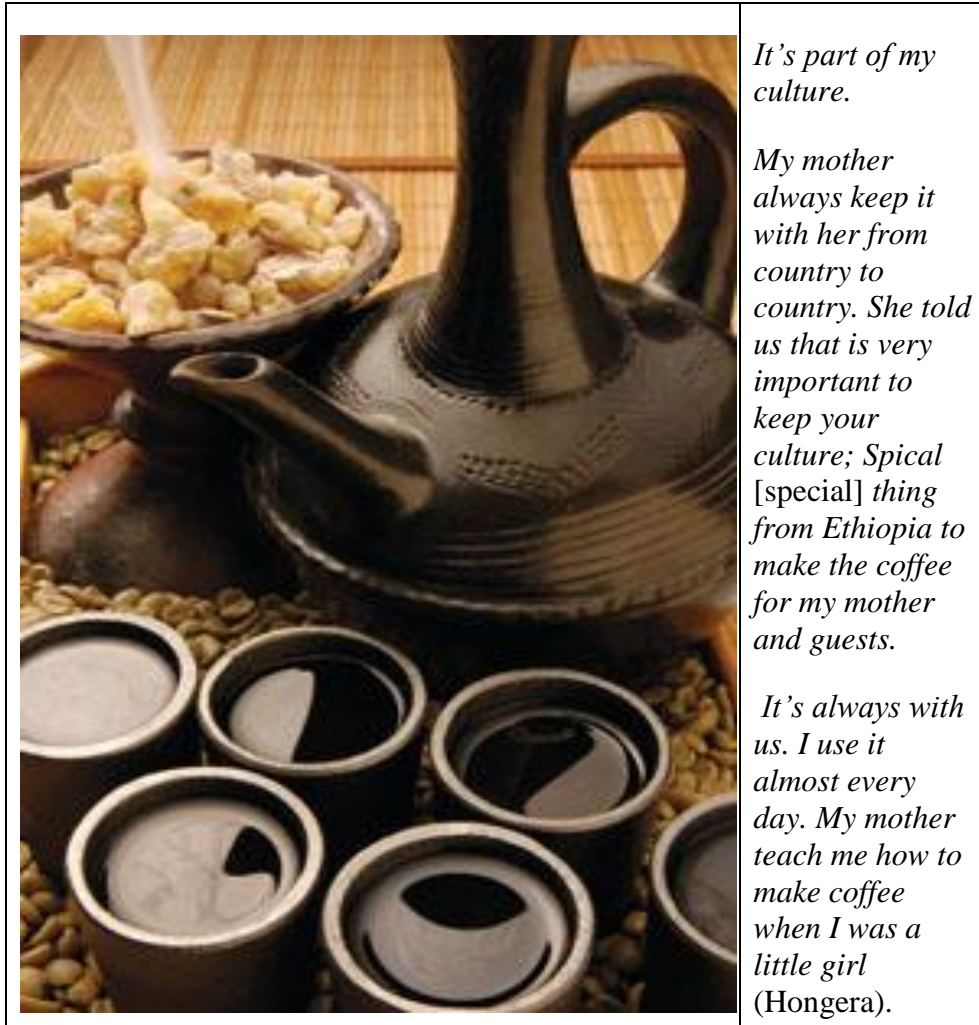 It’s part of my
culture.
My mother
always keep it
with her from
country to
country. She told
us that is very
important to
keep your
culture; Spical
[special] thing
from Ethiopia to
make the coffee
for my mother
and guests.
It’s always with
us. I use it
almost every
day. My mother
teach me how to
make coffee
when I was a
little girl
(Hongera).